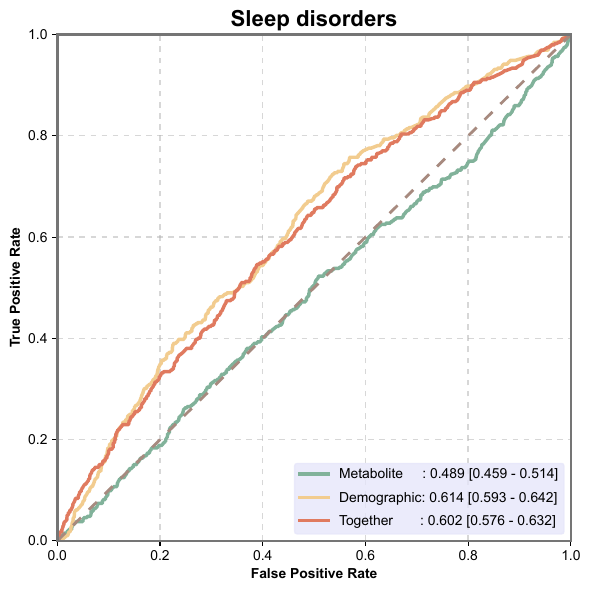 Sleep disorders
1.0
0.8
0.6
0.4
0.2
0.0
True Positive Rate
Metabolite : 0.489 [0.459 - 0.514]
Demographic: 0.614 [0.593 - 0.642]
Together : 0.602 [0.576 - 0.632]
0.0 0.2 0.4 0.6 0.8 1.0
False Positive Rate